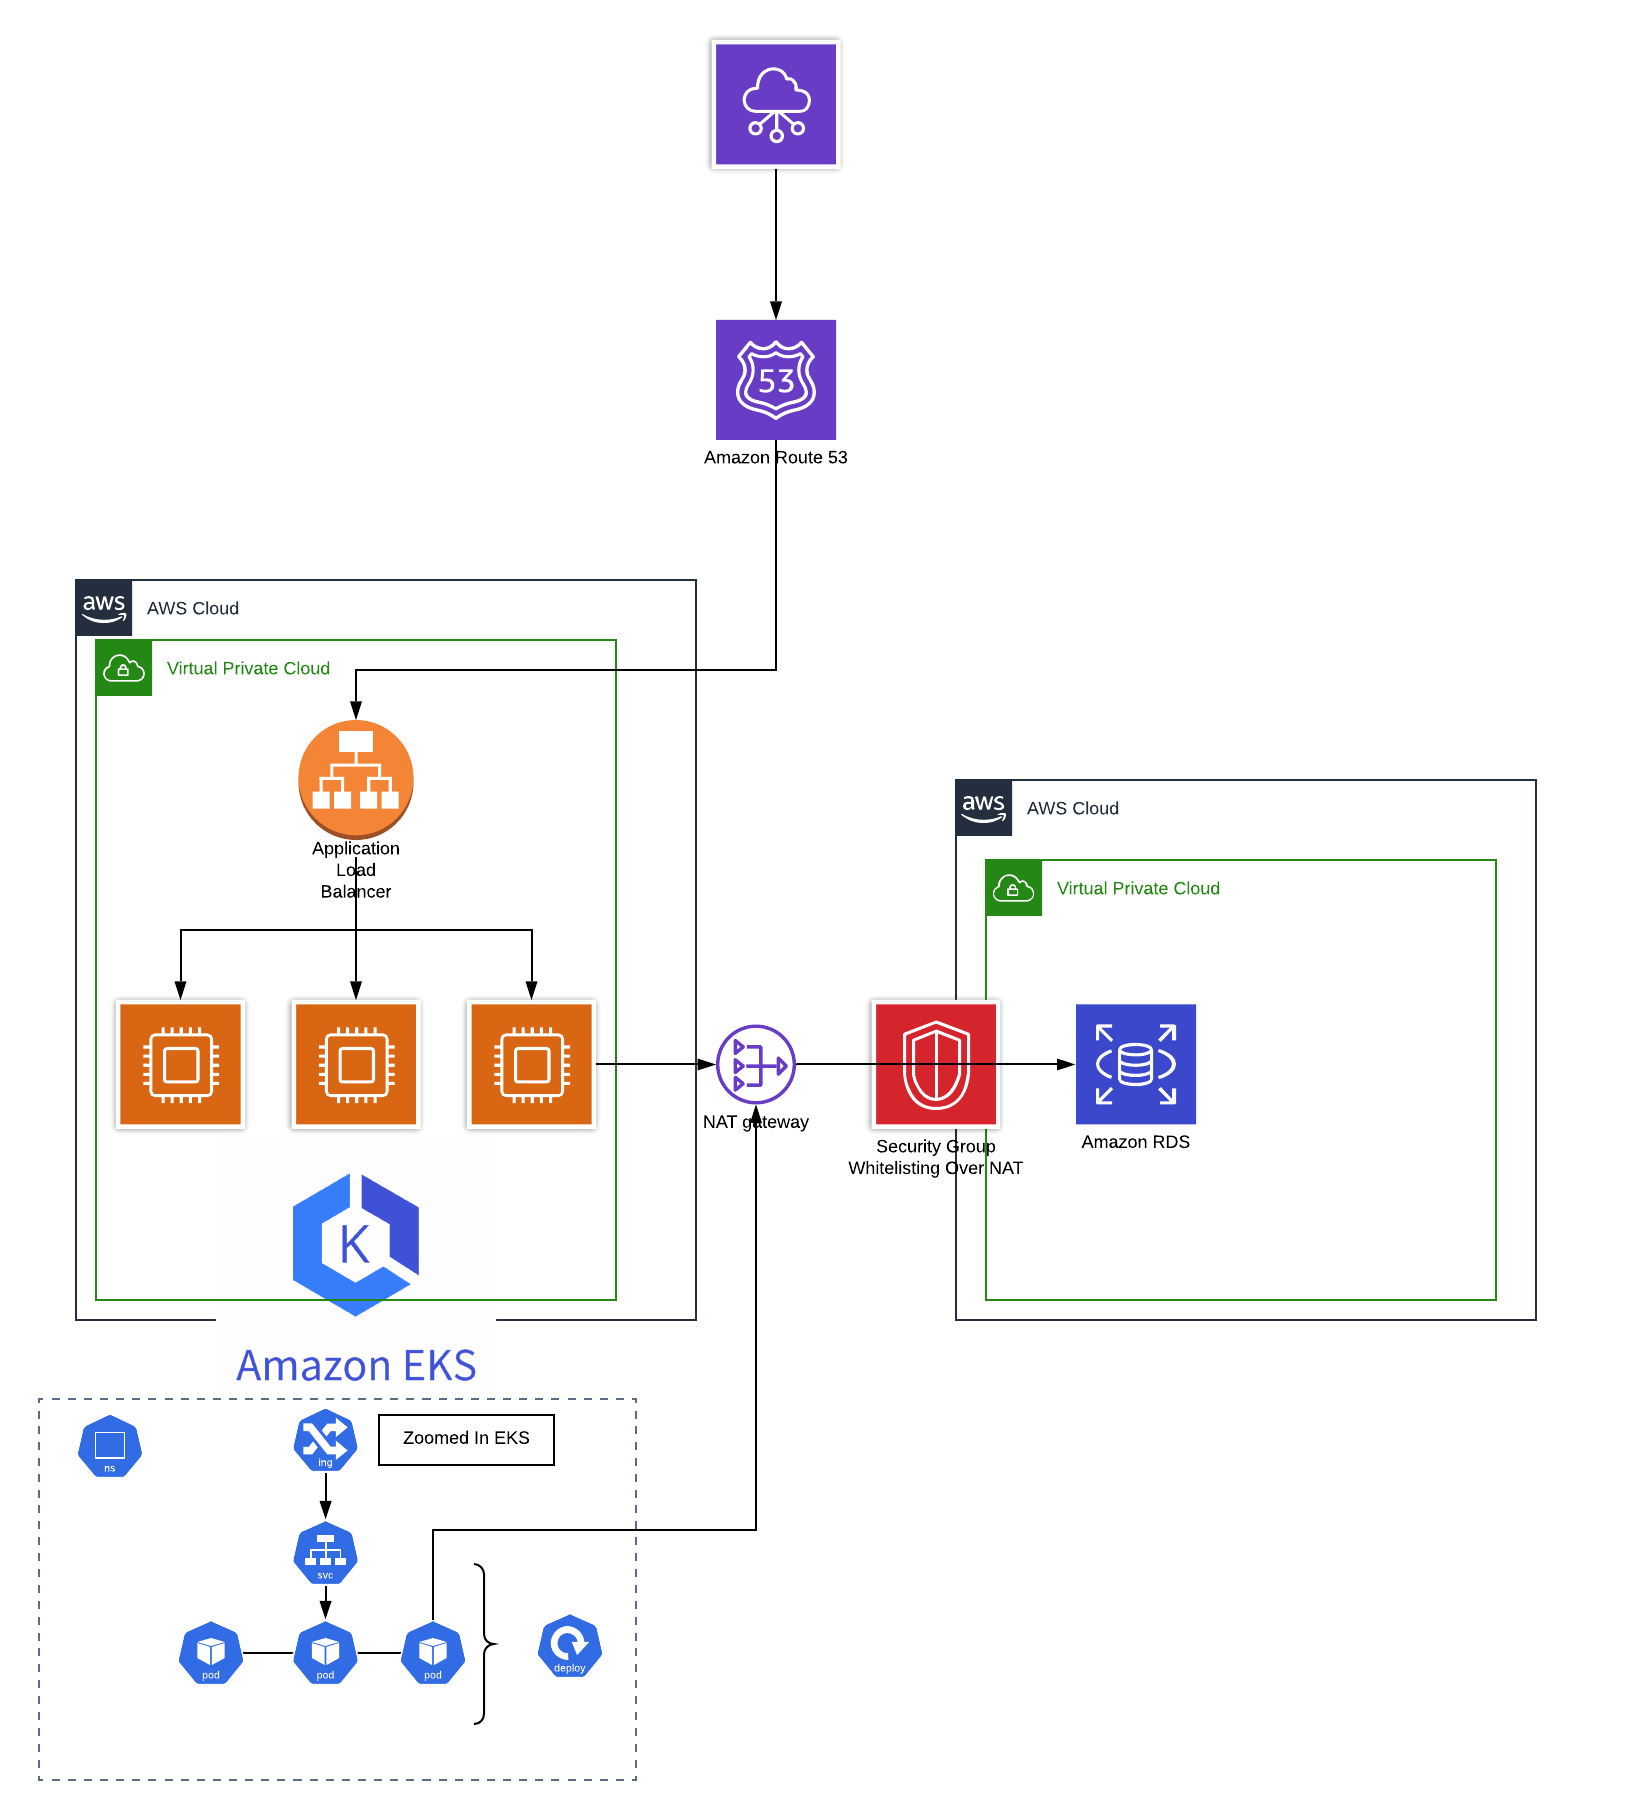 53
Amazon Route 53
aws
AWS Cloud
Virtual Private Cloud
Application
Load
Balancer
aws
AWS Cloud
Virtual Private Cloud
NAT gateway
Security Group
Whitelisting Over NAT
Amazon RDS
K
Amazon EKS
ns
ing
Zoomed In EKS
svc
pod
pod
pod
deploy